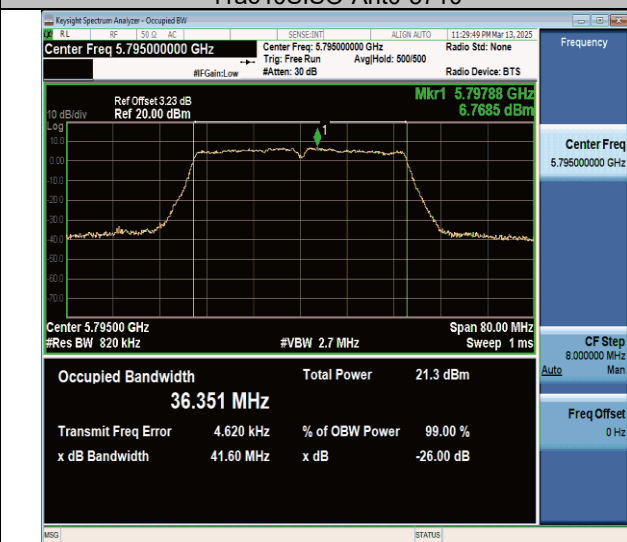 Keysight Spectrum Analyzer - Occupied BW
RL RF 50 Ω AC SENSE:INT ALIGN AUTO 11:29:49 PM Mar 13, 2025
Center Freq 5.795000000 GHz
Center Freq: 5.795000000 GHz Radio Std: None
Trig: Free Run Avg|Hold: 500/500
#IFGain:Low #Atten: 30 dB Radio Device: BTS
Frequency
Ref Offset 3.23 dB
10 dB/div Ref 20.00 dBm
Mkr1 5.79788 GHz
6.7685 dBm
Log
10.0
0.00
-10.0
-20.0
-30.0
-40.0
-50.0
-60.0
-70.0
1
Center 5.79500 GHz Span 80.00 MHz
#Res BW 820 kHz #VBW 2.7 MHz Sweep 1 ms
Occupied Bandwidth Total Power 21.3 dBm
36.351 MHz
Transmit Freq Error 4.620 kHz % of OBW Power 99.00 %
x dB Bandwidth 41.60 MHz x dB -26.00 dB
Center Freq
5.795000000 GHz
CF Step
8.000000 MHz
Auto Man
Freq Offset
0 Hz
MSG STATUS